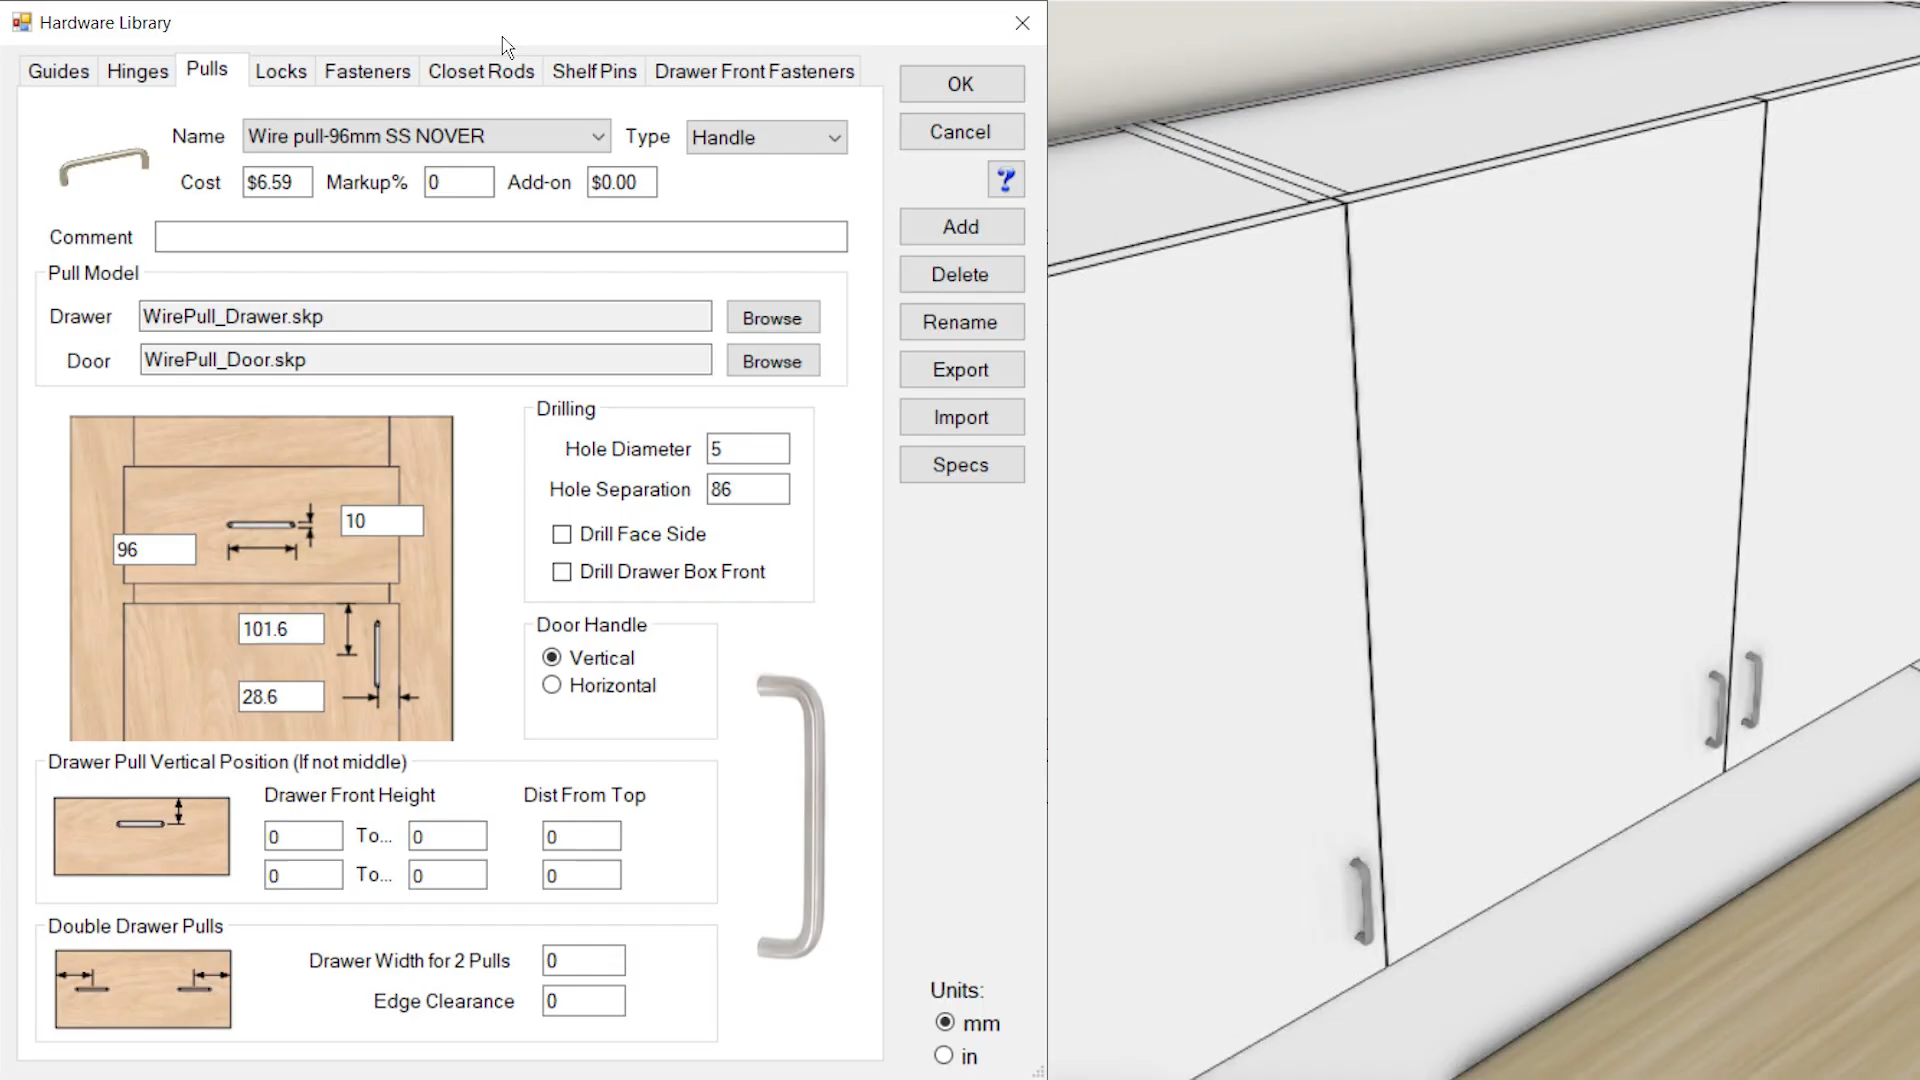 Hardware Library
Guides Hinges Pulls Locks Fasteners Closet Rods Shelf Pins Drawer Front Fasteners
OK
Cancel
?
Add
Delete
Rename
Export
Import
Specs
Name Wire pull-96mm SS NOVER Type Handle
Cost $6.59 Markup% 0 Add-on $0.00
Comment
Pull Model
Drawer WirePull_Drawer.skp Browse
Door WirePull_Door.skp Browse
10
96
101.6
28.6
Drilling
Hole Diameter 5
Hole Separation 86
Drill Face Side
Drill Drawer Box Front
Door Handle
Vertical
Horizontal
Drawer Pull Vertical Position (If not middle)
Drawer Front Height Dist From Top
0 To... 0 0
0 To... 0 0
Double Drawer Pulls
Drawer Width for 2 Pulls 0
Edge Clearance 0
Units:
mm
in